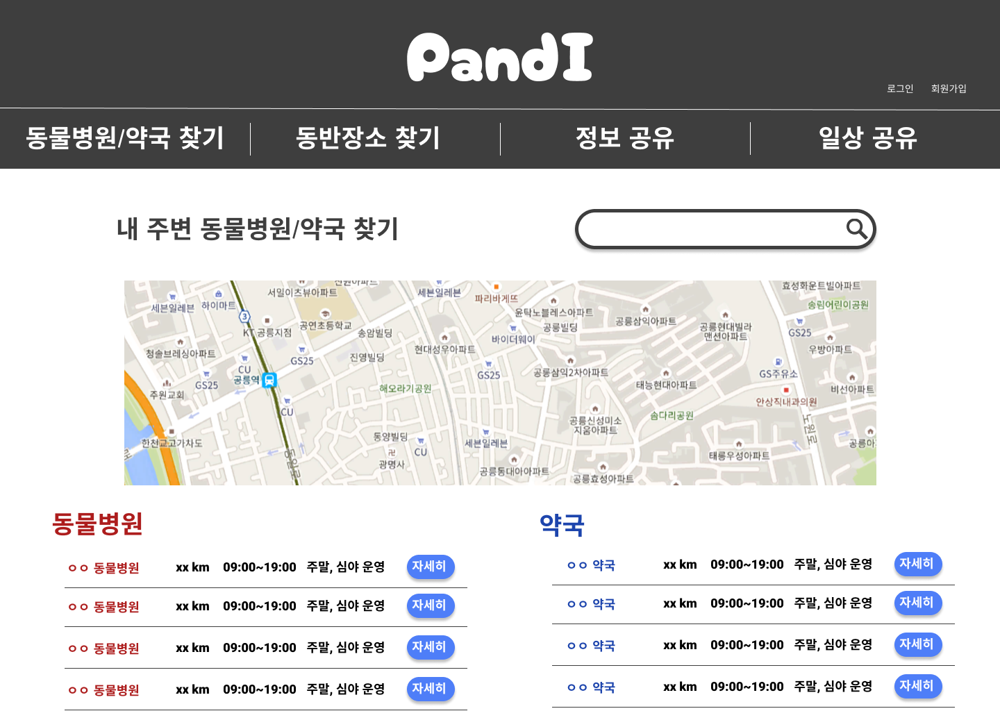 PandI
로그인 회원가입
동물병원/약국 찾기 동반장소 찾기 정보 공유 일상 공유
내 주변 동물병원/약국 찾기
서일이츠뷰아파트
세븐일레븐
파리바게뜨
효성화운트빌아파트
세븐일레븐
하이마트
송림어린이공원
3
KT 공릉지점
공연초등학교
송암빌딩
윤탁노블레스아파트
공릉빌딩
공릉삼익아파트
공릉현대빌라
맨션아파트
GS25
바이더웨이
현대성우아파트
우방아파트
청솔브레싱아파트
GS25
진영빌딩
CU
공릉역
GS25
GS25
공릉삼익2차아파트
GS주유소
주원교회
해오라기공원
태능현대아파트
비선아파트
안상직내과의원
CU
솜다리공원
공릉신성미소
지움아파트
노원로
한천교고가차도
동양빌딩
CU
세븐일레븐
공릉아
동일로
광명사
태릉우성아파트
공릉통대아아파트
공릉효성아파트
동물병원
ㅇㅇ 동물병원 xx km 09:00~19:00 주말, 심야 운영 자세히
ㅇㅇ 동물병원 xx km 09:00~19:00 주말, 심야 운영 자세히
ㅇㅇ 동물병원 xx km 09:00~19:00 주말, 심야 운영 자세히
ㅇㅇ 동물병원 xx km 09:00~19:00 주말, 심야 운영 자세히
약국
ㅇㅇ 약국 xx km 09:00~19:00 주말, 심야 운영 자세히
ㅇㅇ 약국 xx km 09:00~19:00 주말, 심야 운영 자세히
ㅇㅇ 약국 xx km 09:00~19:00 주말, 심야 운영 자세히
ㅇㅇ 약국 xx km 09:00~19:00 주말, 심야 운영 자세히